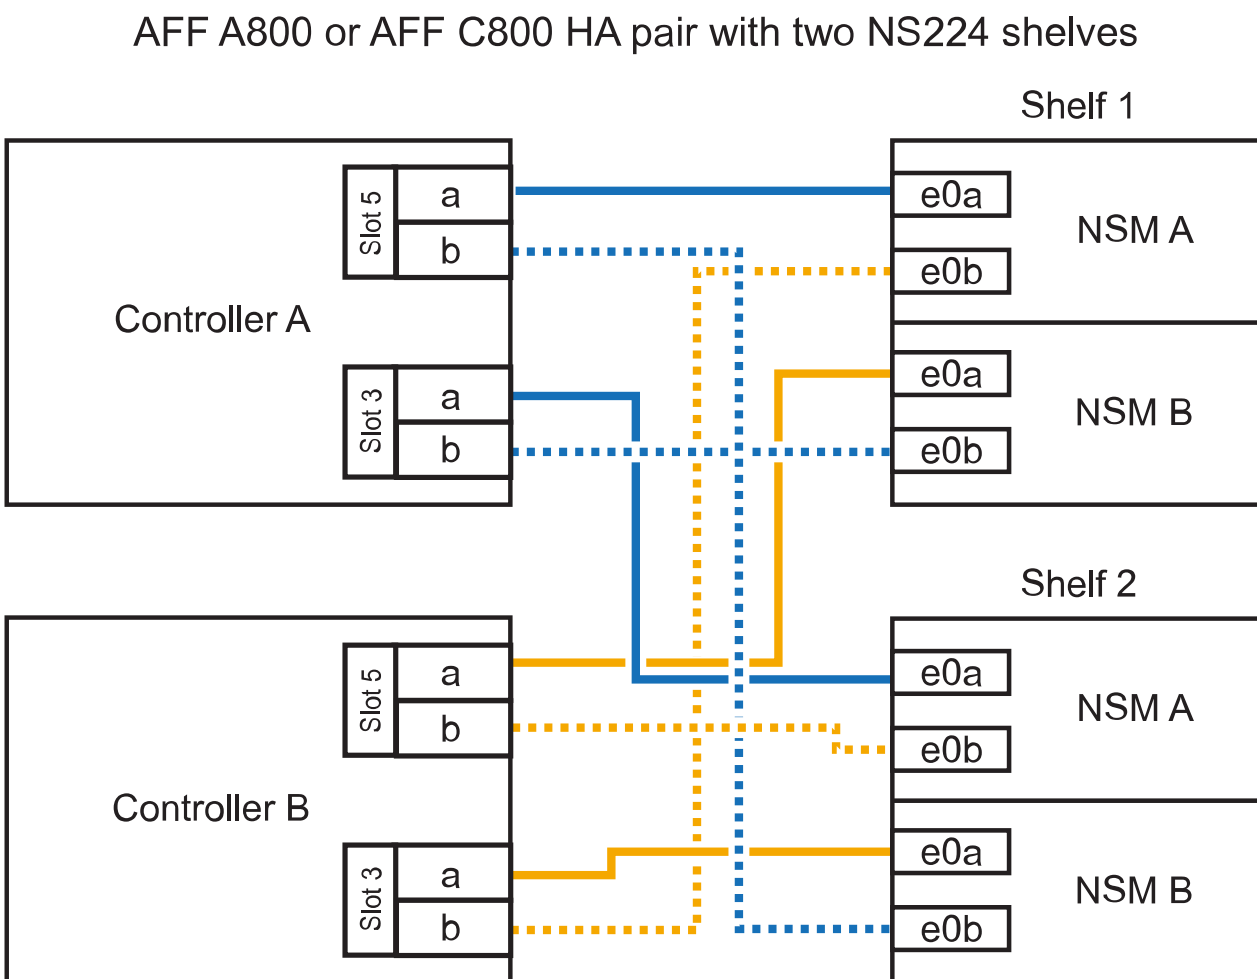 AFF A800 or AFF C800 HA pair with two NS224 shelves
Shelf 1
Controller A
Slot 5
a
b
Slot 3
a
b
e0a
e0b
NSM A
e0a
e0b
NSM B
Shelf 2
Controller B
Slot 5
a
b
Slot 3
a
b
e0a
e0b
NSM A
e0a
e0b
NSM B